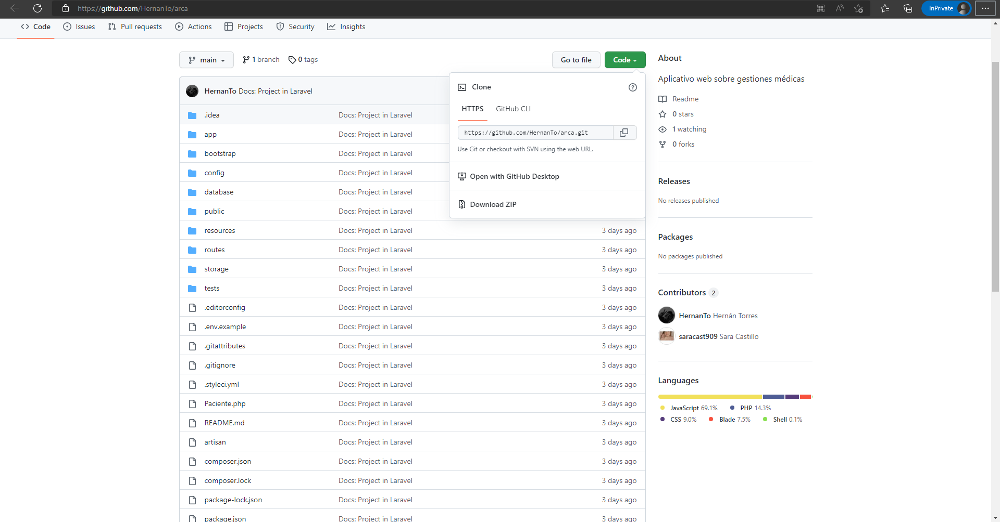 https://github.com/HernanTo/arca
InPrivate
Code Issues Pull requests Actions Projects Security Insights
main 1 branch 0 tags Go to file Code
HernanTo Docs: Project in Laravel
.idea Docs: Project in Laravel
app Docs: Project in Laravel
bootstrap Docs: Project in Laravel
config Docs: Project in Laravel
database Docs: Project in Laravel
public Docs: Project in Laravel
resources Docs: Project in Laravel 3 days ago
routes Docs: Project in Laravel 3 days ago
storage Docs: Project in Laravel 3 days ago
tests Docs: Project in Laravel 3 days ago
.editorconfig Docs: Project in Laravel 3 days ago
.env.example Docs: Project in Laravel 3 days ago
.gitattributes Docs: Project in Laravel 3 days ago
.gitignore Docs: Project in Laravel 3 days ago
.styleci.yml Docs: Project in Laravel 3 days ago
Paciente.php Docs: Project in Laravel 3 days ago
README.md Docs: Project in Laravel 3 days ago
artisan Docs: Project in Laravel 3 days ago
composer.json Docs: Project in Laravel 3 days ago
composer.lock Docs: Project in Laravel 3 days ago
package-lock.json Docs: Project in Laravel 3 days ago
package.json Docs: Project in Laravel 3 days ago
Clone
HTTPS GitHub CLI
https://github.com/HernanTo/arca.git
Use Git or checkout with SVN using the web URL.
Open with GitHub Desktop
Download ZIP
About
Aplicativo web sobre gestiones médicas
Readme
0 stars
1 watching
0 forks
Releases
No releases published
Packages
No packages published
Contributors 2
HernanTo Hernán Torres
saracast909 Sara Castillo
Languages
JavaScript 69.1% PHP 14.3%
CSS 9.0% Blade 7.5% Shell 0.1%